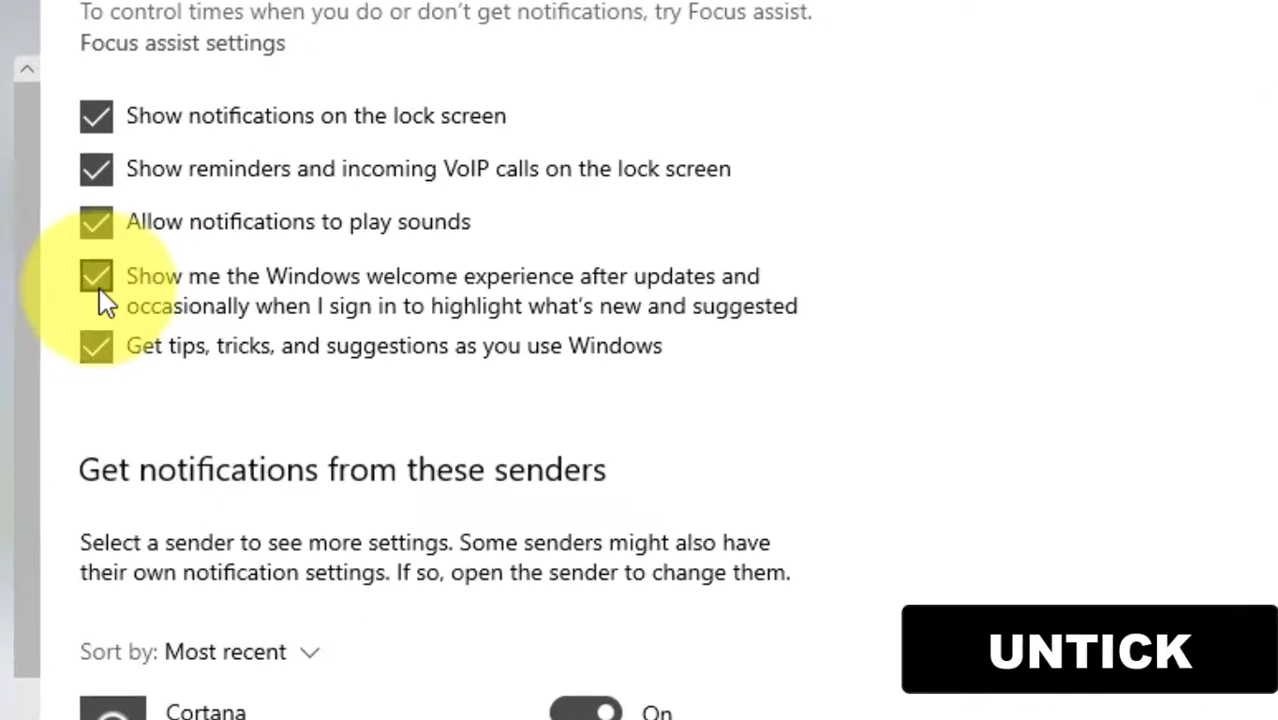 To control times when you do or don't get notifications, try Focus assist.
Focus assist settings
Show notifications on the lock screen
Show reminders and incoming VoIP calls on the lock screen
Allow notifications to play sounds
Show me the Windows welcome experience after updates and
occasionally when I sign in to highlight what's new and suggested
Get tips, tricks, and suggestions as you use Windows
Get notifications from these senders
Select a sender to see more settings. Some senders might also have
their own notification settings. If so, open the sender to change them.
UNTICK
Sort by: Most recent
Cortana On